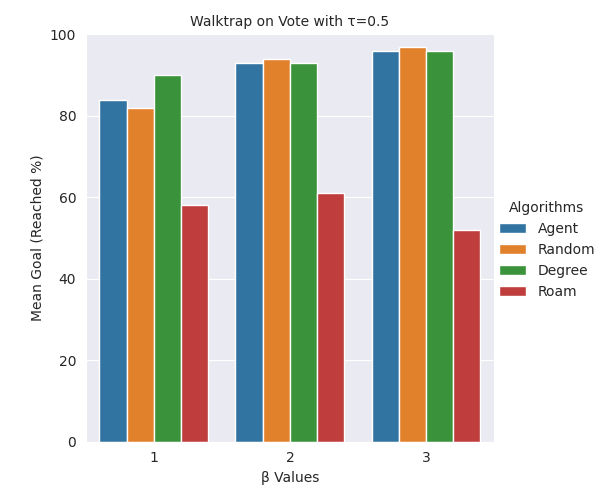 Walktrap on Vote with τ=0.5
Mean Goal (Reached %)
100
80
60
40
20
0
1
2
3
β Values
Algorithms
Agent
Random
Degree
Roam